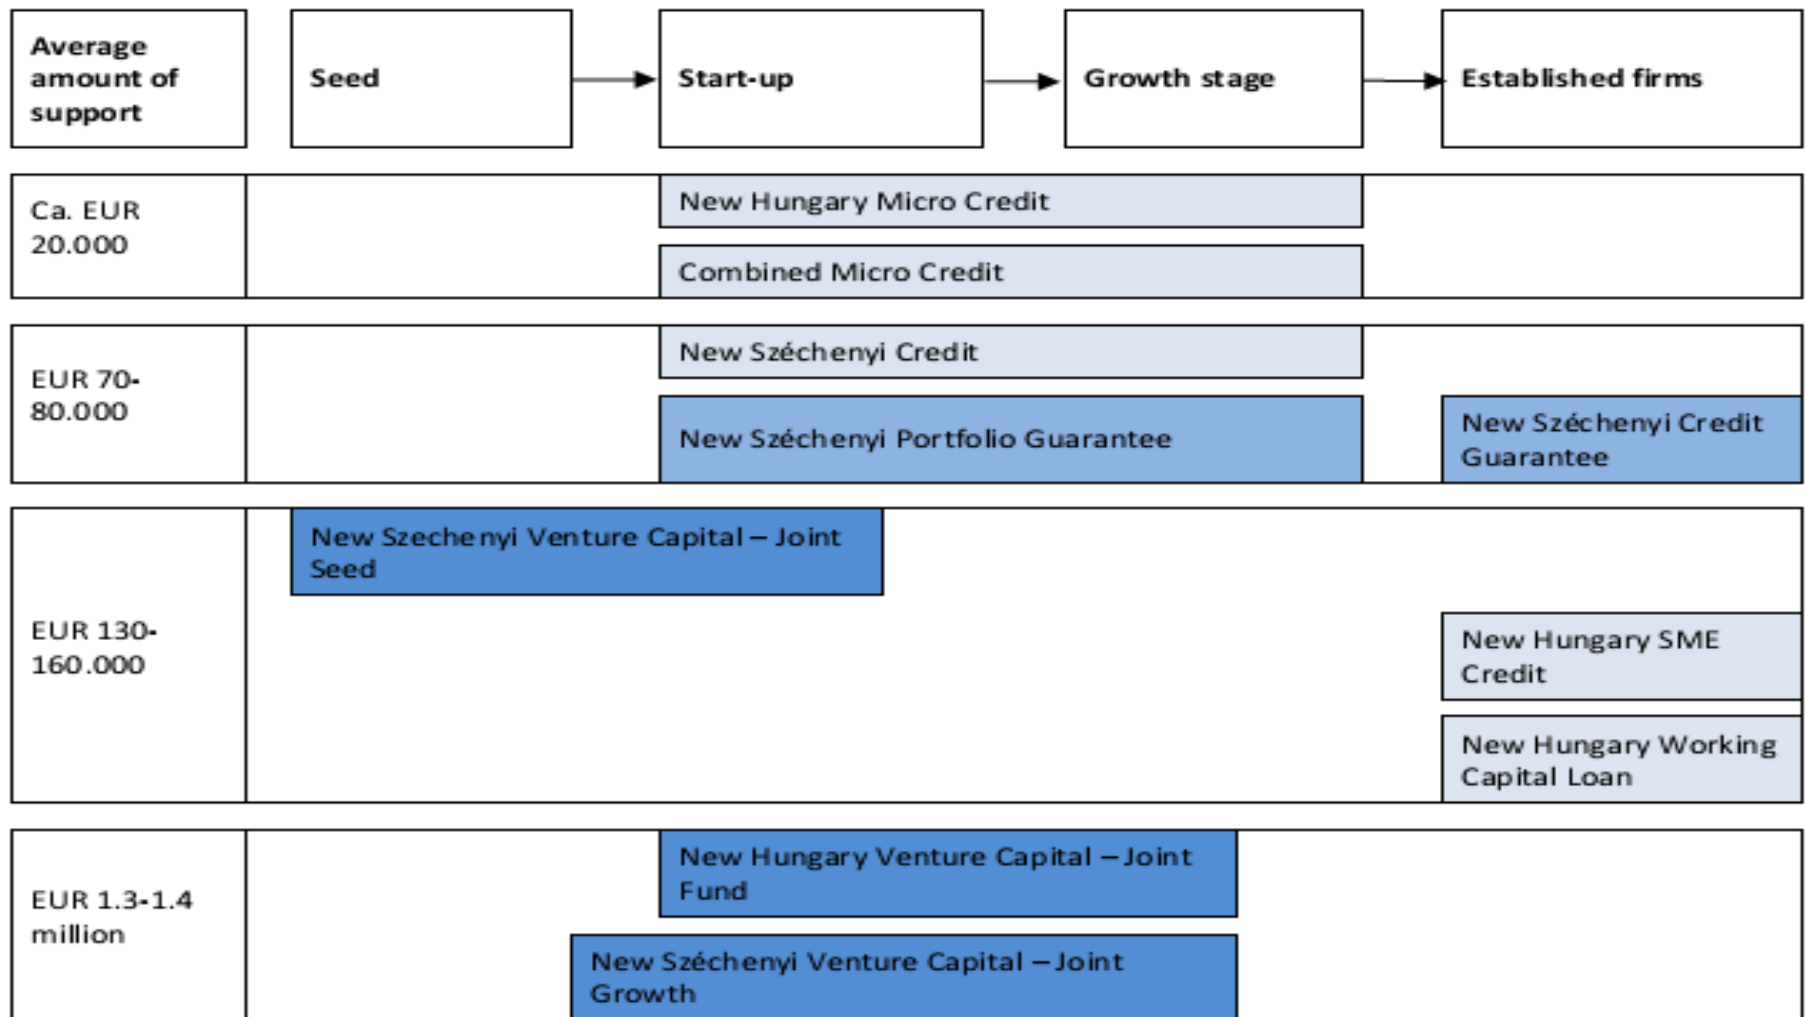 Average
amount of
support
Seed
Start-up
Growth stage
Established firms
Ca. EUR
20.000
New Hungary Micro Credit
Combined Micro Credit
EUR 70-
80.000
New Széchenyi Credit
New Széchenyi Portfolio Guarantee
New Széchenyi Credit
Guarantee
EUR 130-
160.000
New Szechenyi Venture Capital – Joint
Seed
New Hungary SME
Credit
New Hungary Working
Capital Loan
EUR 1.3-1.4
million
New Hungary Venture Capital – Joint
Fund
New Széchenyi Venture Capital – Joint
Growth